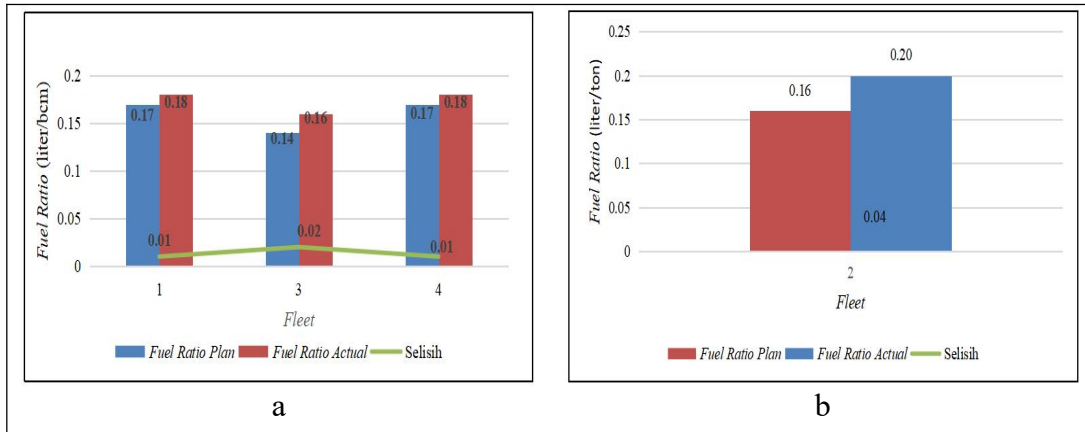 0.2
0.15
0.1
0.05
0
Fuel Ratio (liter/bcm)
0.17
0.18
0.14
0.16
0.17
0.18
0.01
0.02
0.01
1 3 4
Fleet
Fuel Ratio Plan Fuel Ratio Actual Selisih
a
0.25
0.2
0.15
0.1
0.05
0
Fuel Ratio (liter/ton)
0.16
0.20
0.04
2
Fleet
Fuel Ratio Plan Fuel Ratio Actual
b